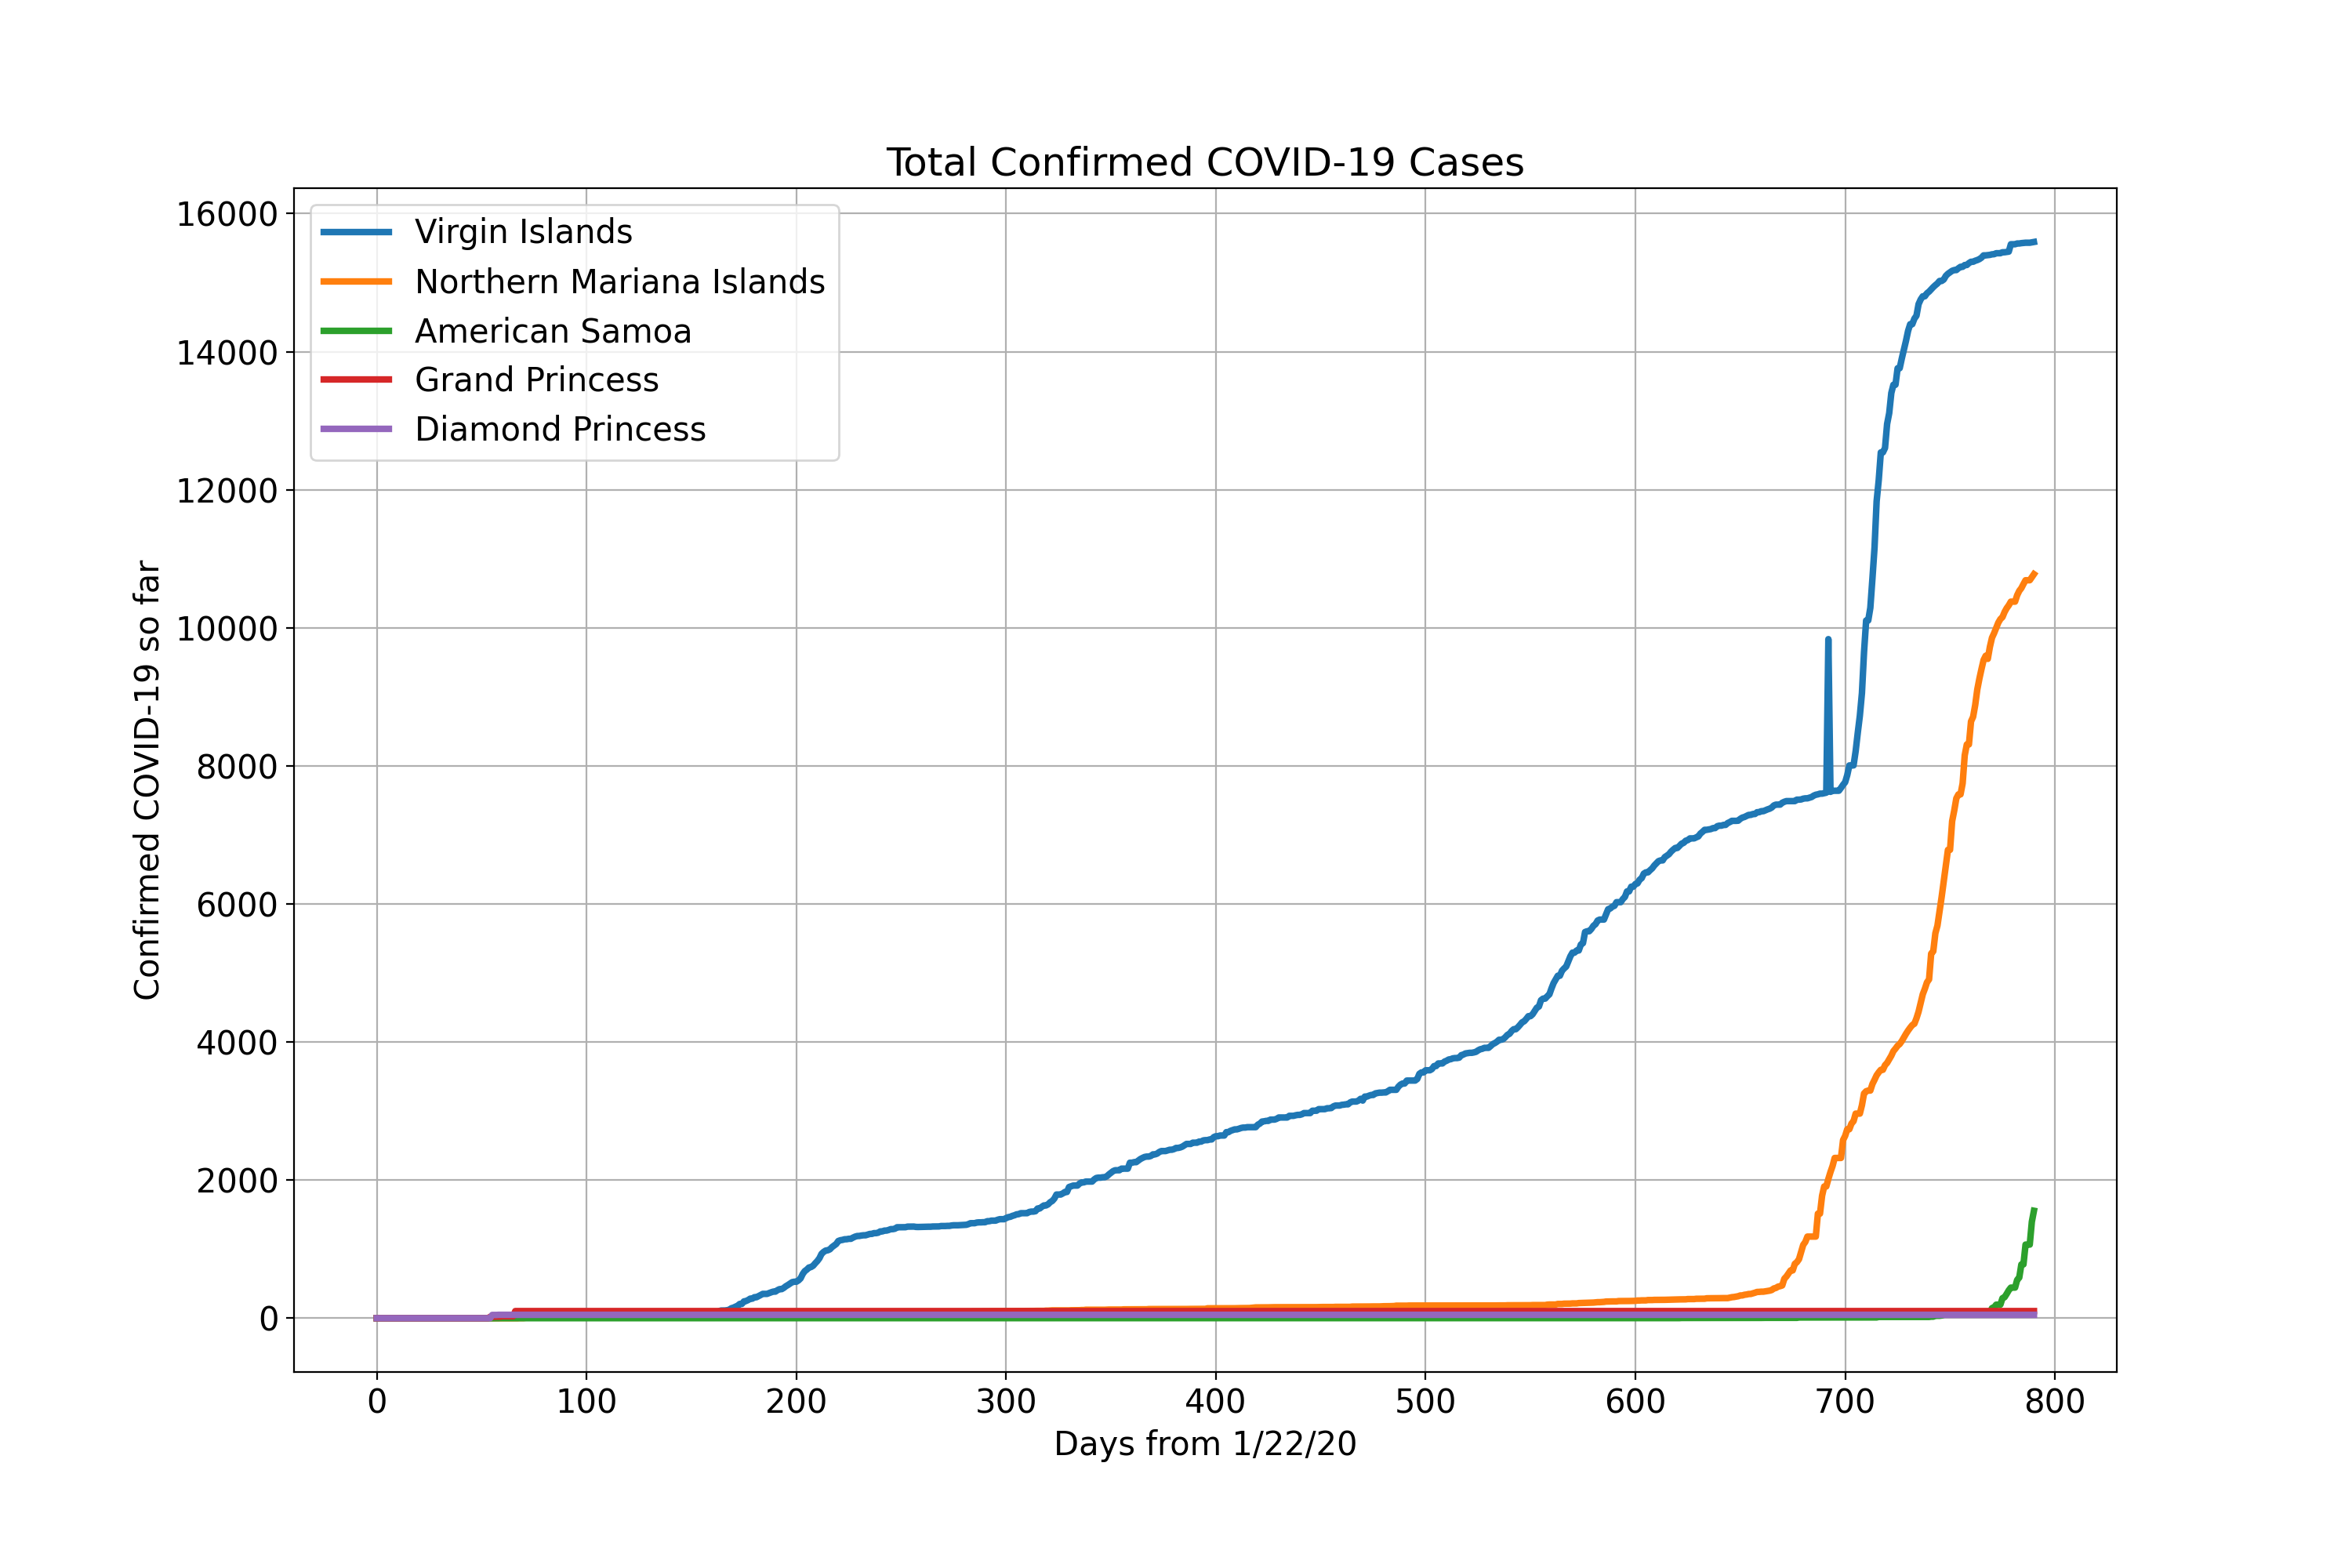 Total Confirmed COVID-19 Cases
16000
14000
12000
10000
8000
6000
4000
2000
0
Confirmed COVID-19 so far
Virgin Islands
Northern Mariana Islands
American Samoa
Grand Princess
Diamond Princess
0 100 200 300 400 500 600 700 800
Days from 1/22/20